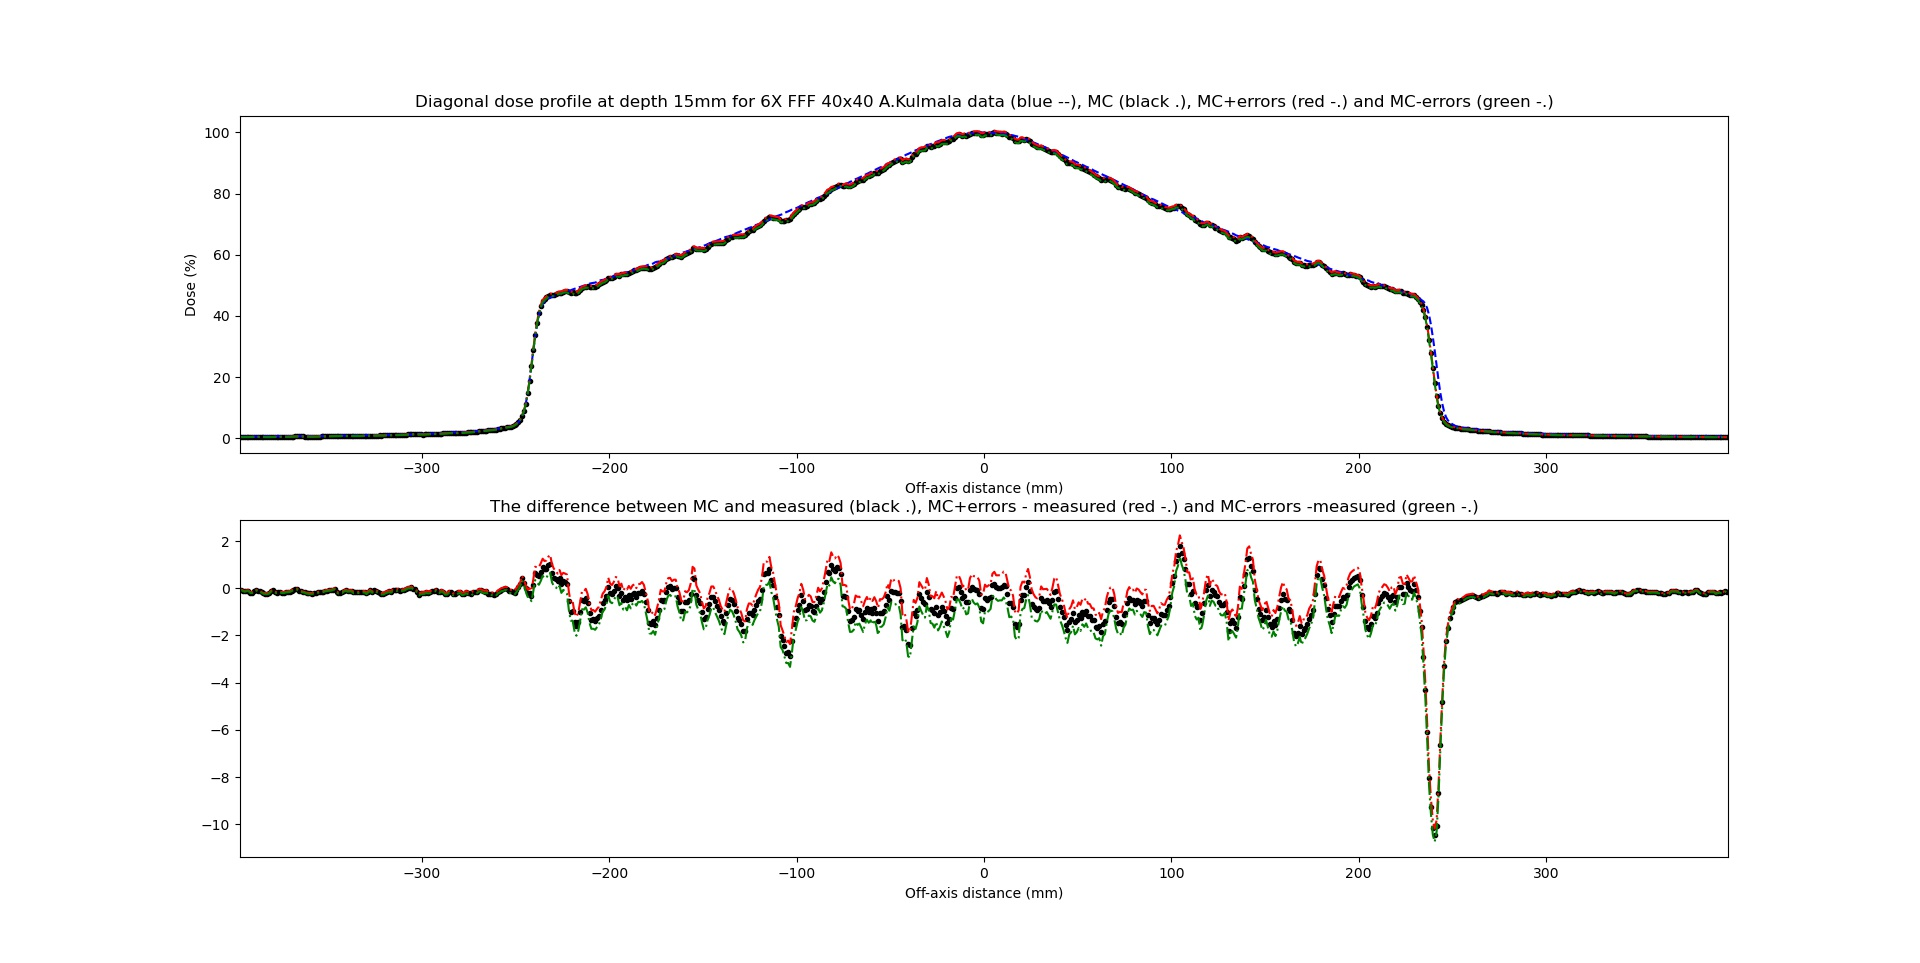 Diagonal dose profile at depth 15mm for 6X FFF 40x40 A.Kulmala data (blue --), MC (black .), MC+errors (red -.) and MC-errors (green -.)
100
80
60
40
20
0
Dose (%)
−300 −200 −100 0 100 200 300
Off-axis distance (mm)
The difference between MC and measured (black .), MC+errors - measured (red -.) and MC-errors -measured (green -.)
2
0
−2
−4
−6
−8
−10
−300 −200 −100 0 100 200 300
Off-axis distance (mm)